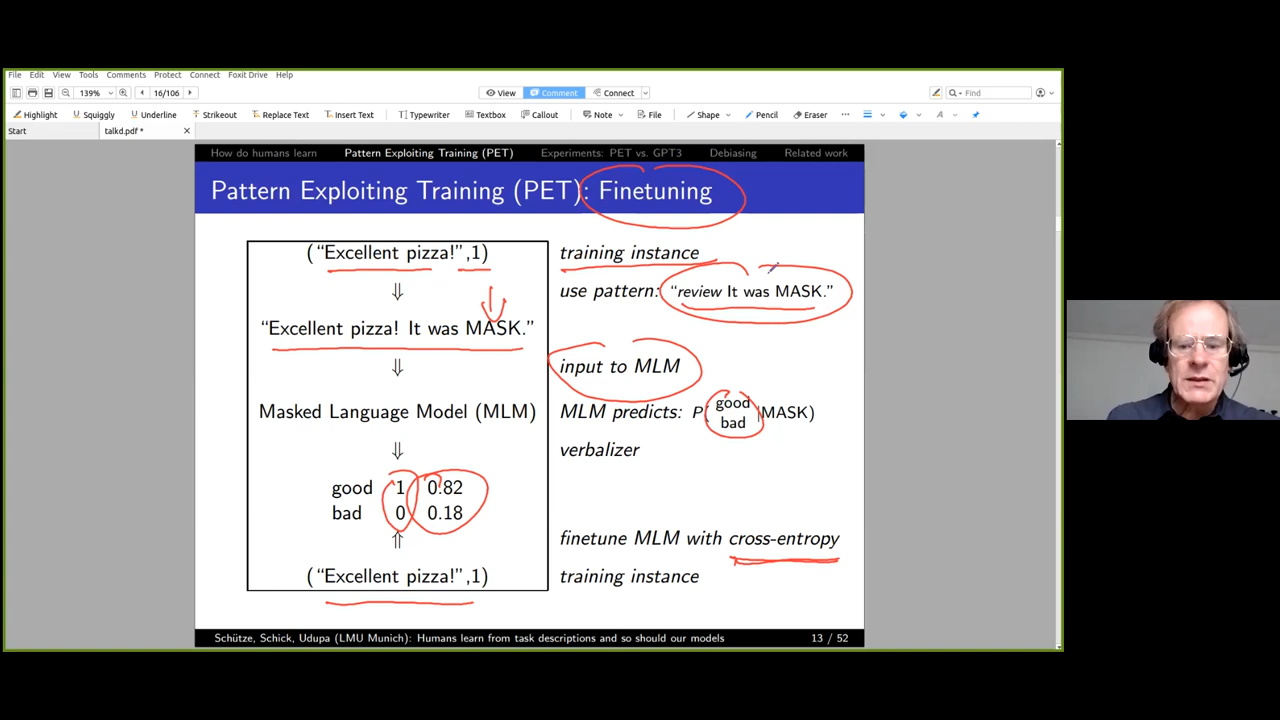 File Edit View Tools Comments Protect Connect Foxit Drive Help
139% 16/106 View Comment Connect Find
Highlight Squiggly Underline Strikeout Replace Text Insert Text Typewriter Textbox Callout Note File Shape Pencil Eraser ...
Start talkd.pdf *
How do humans learn Pattern Exploiting Training (PET) Experiments: PET vs. GPT3 Debiasing Related work
Pattern Exploiting Training (PET): Finetuning
(“Excellent pizza!”,1) training instance
⇓ use pattern: “review It was MASK.”
“Excellent pizza! It was MASK.”
⇓ input to MLM
Masked Language Model (MLM) MLM predicts: P( good bad |MASK)
⇓ verbalizer
good 1 0.82
bad 0 0.18
⇑ finetune MLM with cross-entropy
(“Excellent pizza!”,1) training instance
Schütze, Schick, Udupa (LMU Munich): Humans learn from task descriptions and so should our models 13 / 52